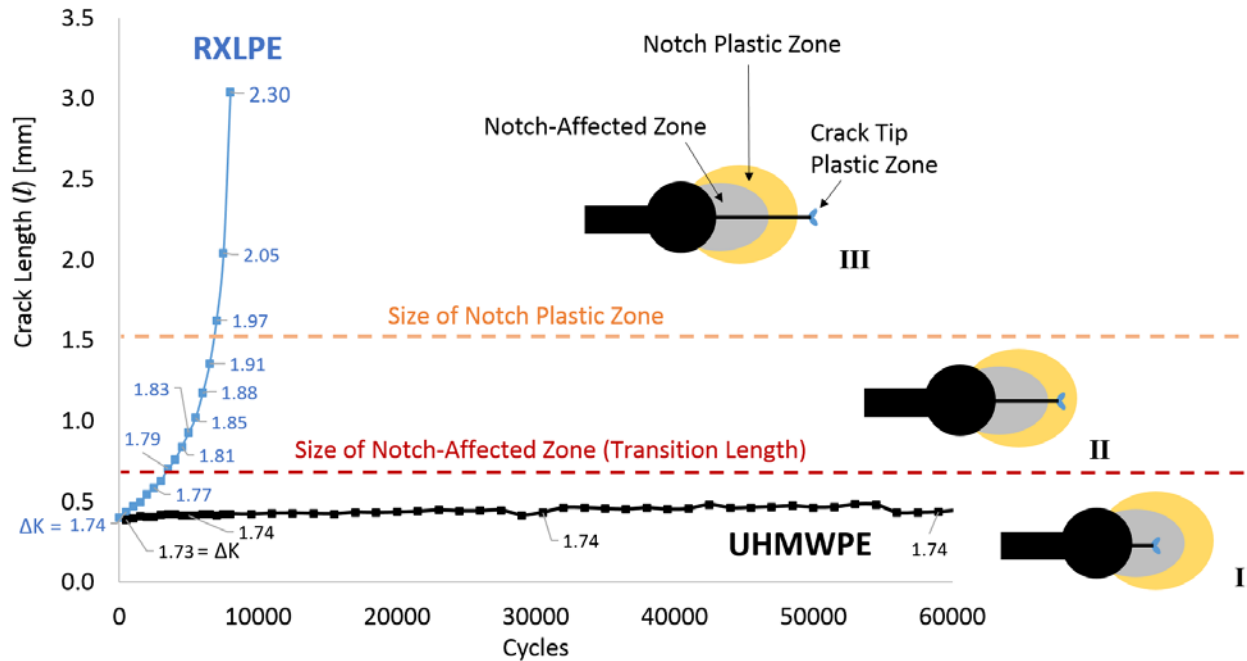 3.5
3.0
2.5
2.0
1.5
1.0
0.5
0.0
Crack Length (l) [mm]
RXLPE
2.30
2.05
1.97
1.91
1.83
1.88
1.85
1.79
1.81
1.77
ΔK = 1.74
1.73 = ΔK
1.74
1.74
1.74
UHMWPE
Size of Notch Plastic Zone
Size of Notch-Affected Zone (Transition Length)
Notch Plastic Zone
Notch-Affected Zone
Crack Tip
Plastic Zone
III
II
I
0
10000
20000
30000
40000
50000
60000
Cycles